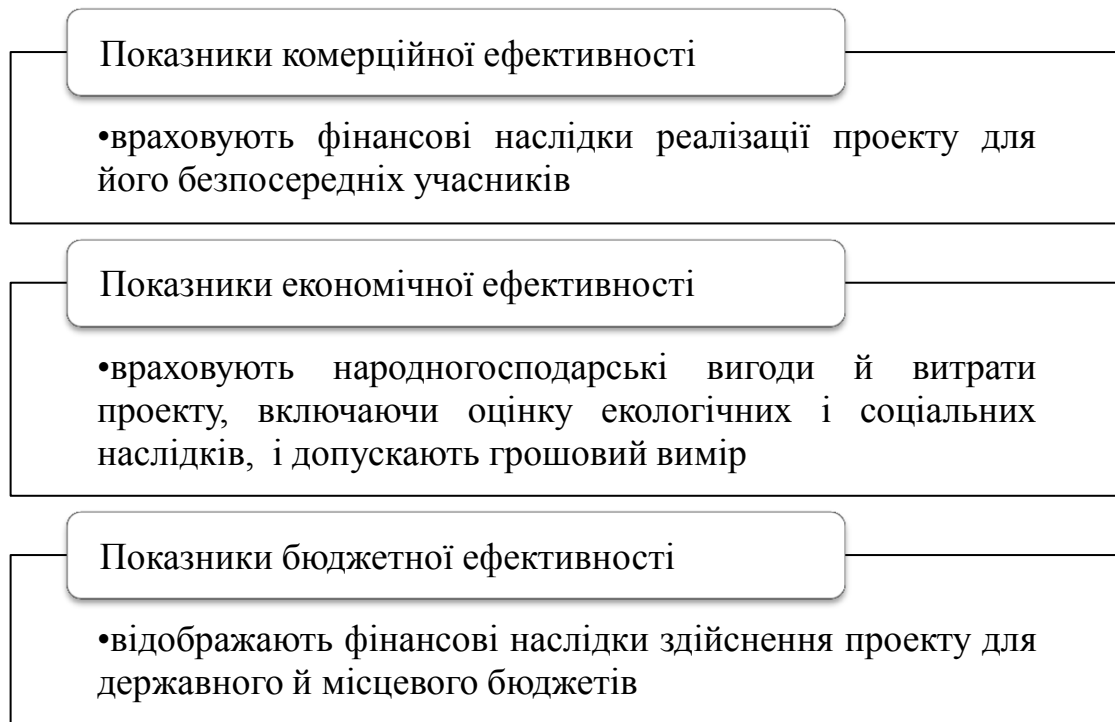 Показники комерційної ефективності
•враховують фінансові наслідки реалізації проекту для
його безпосередніх учасників
Показники економічної ефективності
•враховують народногосподарські вигоди й витрати
проекту, включаючи оцінку екологічних і соціальних
наслідків, і допускають грошовий вимір
Показники бюджетної ефективності
•відображають фінансові наслідки здійснення проекту для
державного й місцевого бюджетів